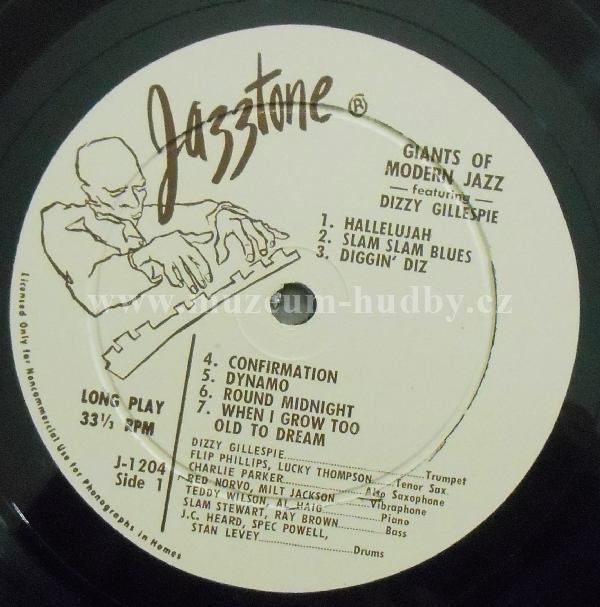 Jazztone ®
GIANTS OF
MODERN JAZZ
— featuring —
DIZZY GILLESPIE
1. HALLELUJAH
2. SLAM SLAM BLUES
3. DIGGIN' DIZ
www.muzeum-hudby.cz
4. CONFIRMATION
5. DYNAMO
6. ROUND MIDNIGHT
7. WHEN I GROW TOO
OLD TO DREAM
LONG PLAY
33⅓ RPM
J-1204
Side 1
DIZZY GILLESPIE....................Trumpet
FLIP PHILLIPS, LUCKY THOMPSON.....Tenor Sax.
CHARLIE PARKER....................Alto Saxophone
RED NORVO, MILT JACKSON..........Vibraphone
TEDDY WILSON, AL HAIG............Piano
SLAM STEWART, RAY BROWN..........Bass
J.C. HEARD, SPEC POWELL,
STAN LEVEY.......................Drums
Licensed Only for Noncommercial Use for Phonographs in Homes